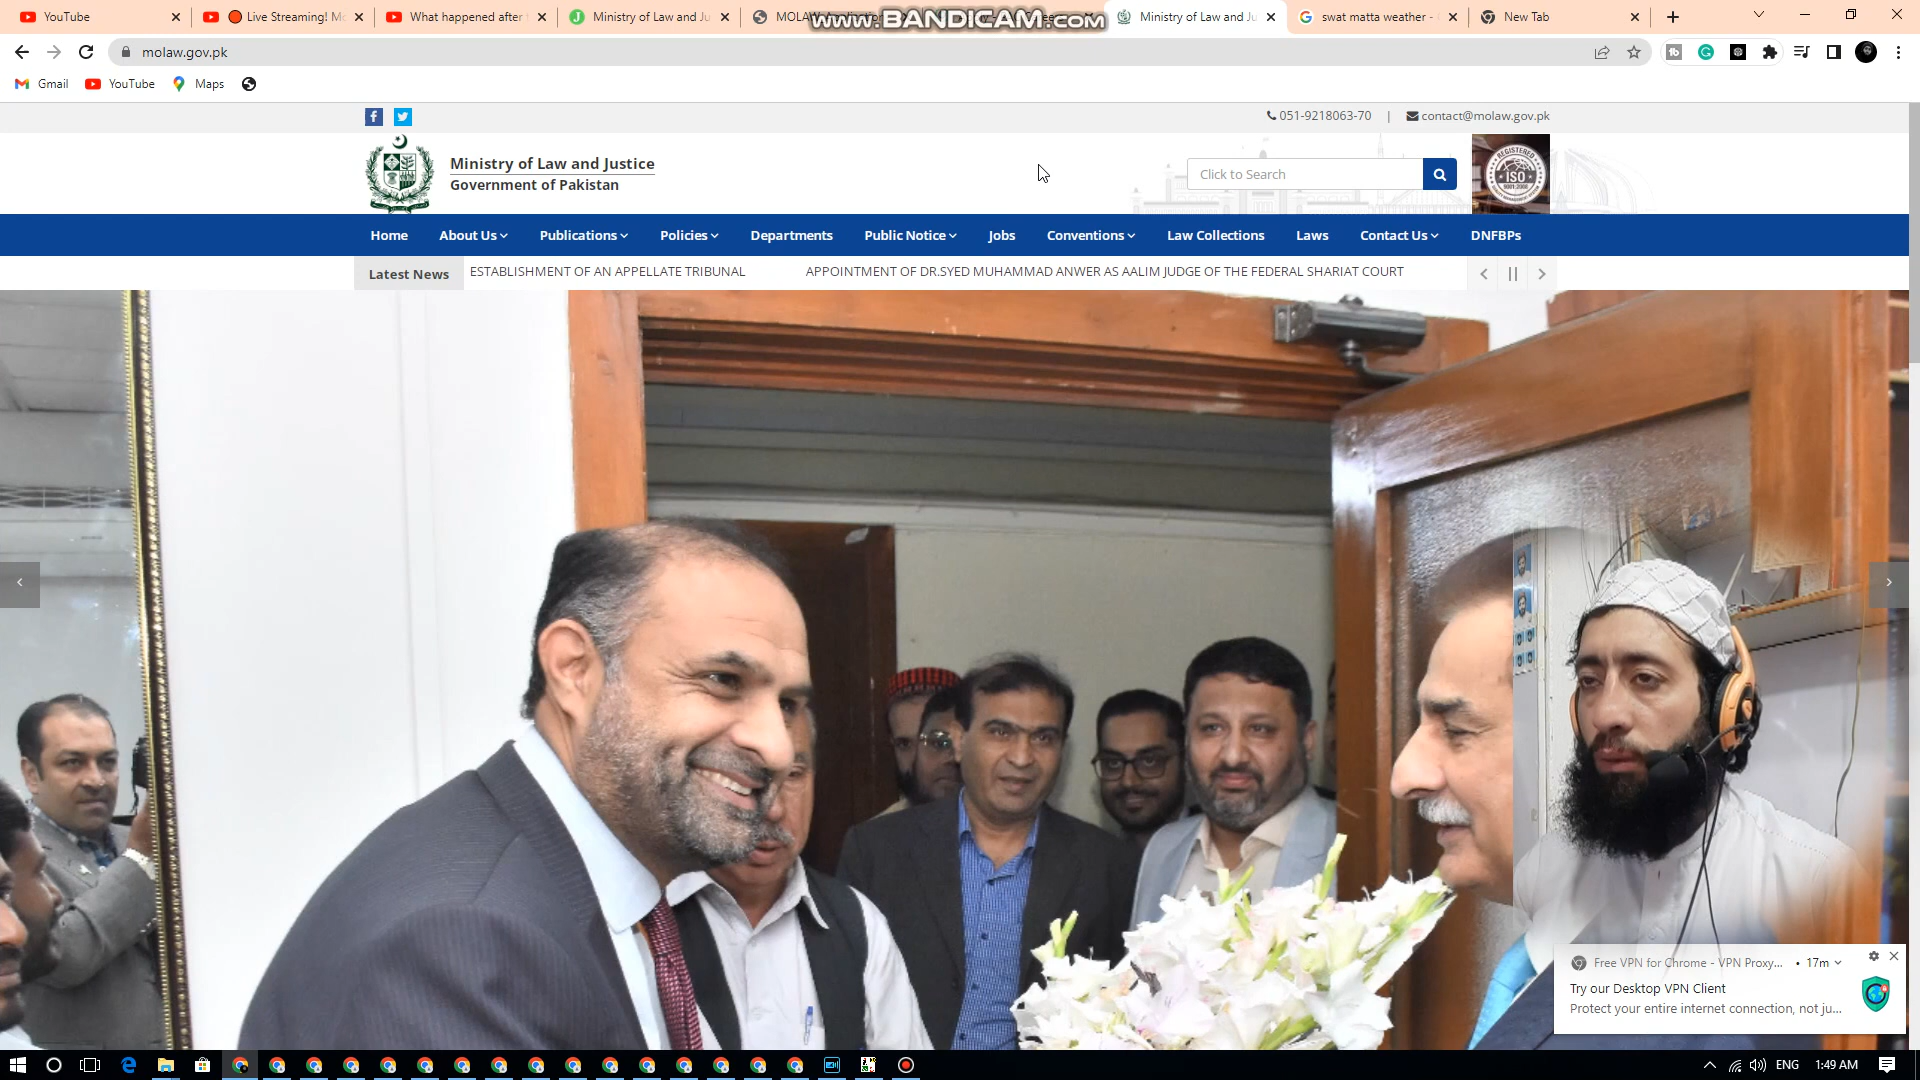 YouTube
Live Streaming! Mo
What happened after t
Ministry of Law and Ju
MOLAW
www.BANDICAM.com
Ministry of Law and Ju
swat matta weather -
New Tab
molaw.gov.pk
Gmail
YouTube
Maps
051-9218063-70 | contact@molaw.gov.pk
Ministry of Law and Justice
Government of Pakistan
Click to Search
REGISTERED
ISO
Home About Us Publications Policies Departments Public Notice Jobs Conventions Law Collections Laws Contact Us DNFBPs
Latest News ESTABLISHMENT OF AN APPELLATE TRIBUNAL APPOINTMENT OF DR.SYED MUHAMMAD ANWER AS AALIM JUDGE OF THE FEDERAL SHARIAT COURT
Free VPN for Chrome - VPN Proxy... • 17m
Try our Desktop VPN Client
Protect your entire internet connection, not ju...
ENG 1:49 AM